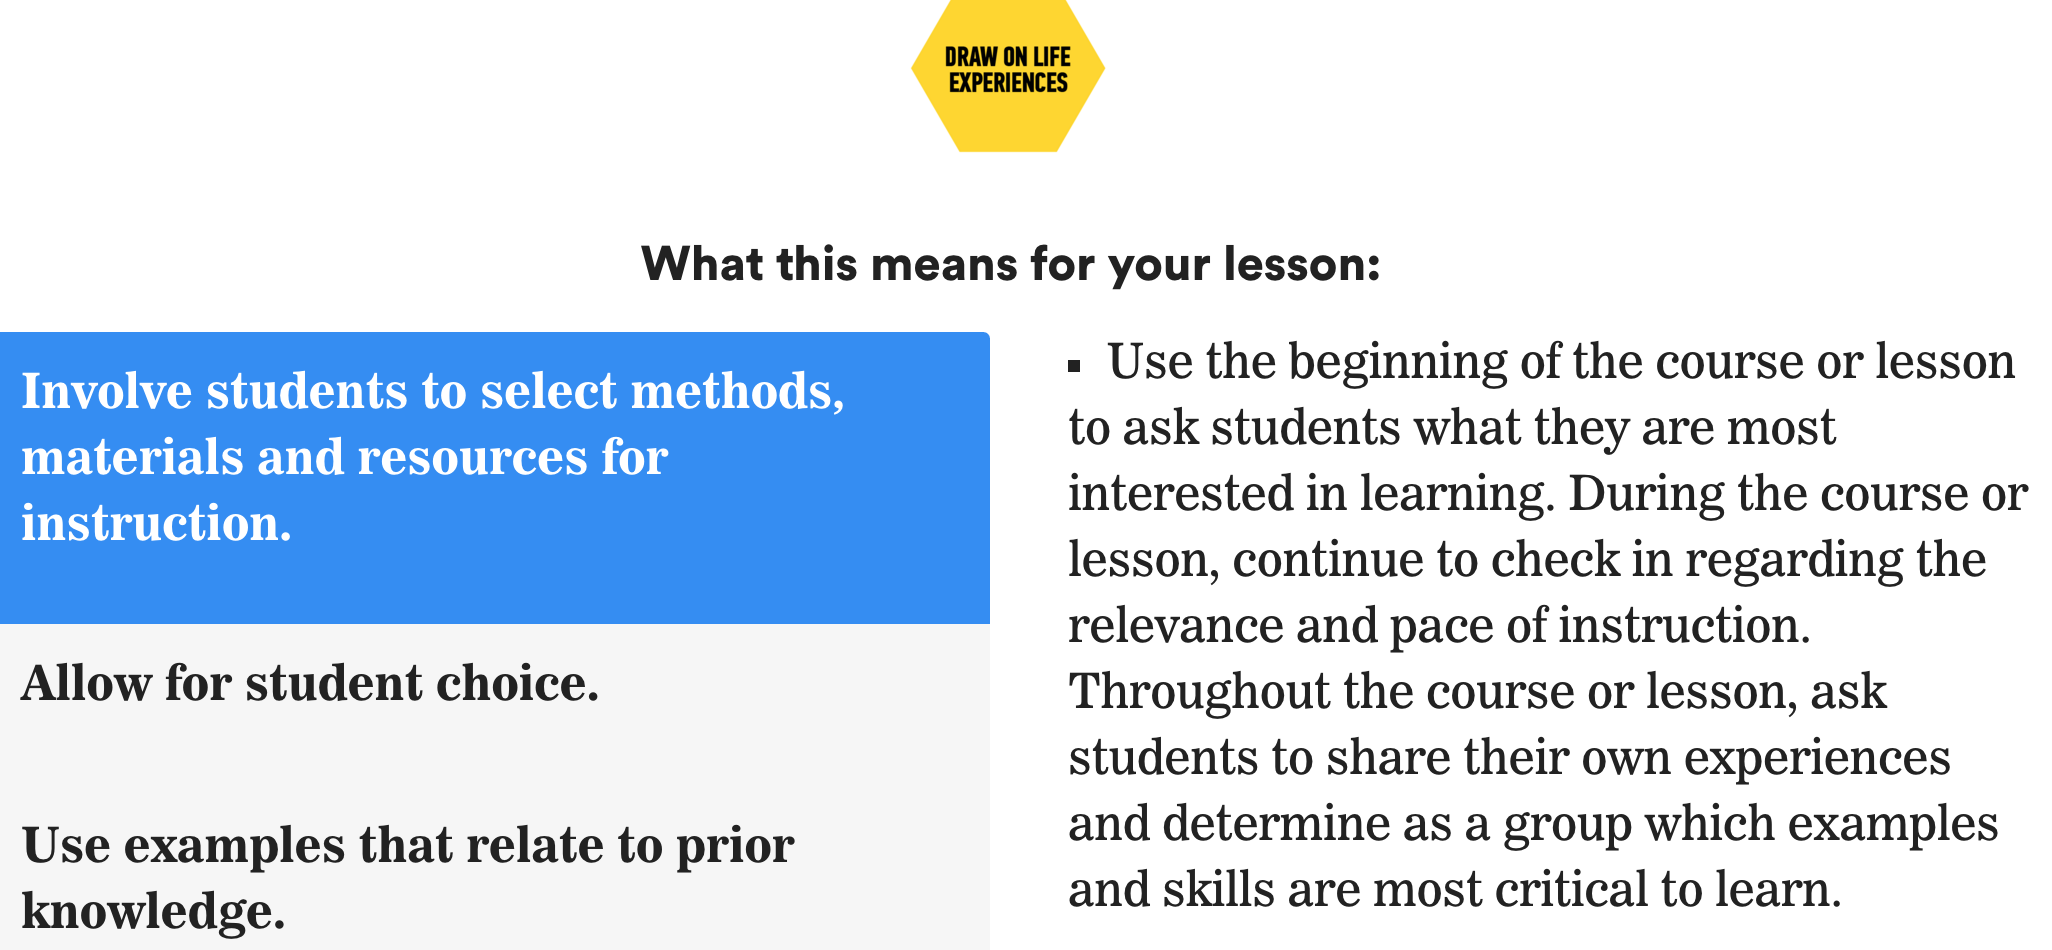 DRAW ON LIFE
EXPERIENCES
What this means for your lesson:
Involve students to select methods,
materials and resources for
instruction.
Allow for student choice.
Use examples that relate to prior
knowledge.
▪ Use the beginning of the course or lesson
to ask students what they are most
interested in learning. During the course or
lesson, continue to check in regarding the
relevance and pace of instruction.
Throughout the course or lesson, ask
students to share their own experiences
and determine as a group which examples
and skills are most critical to learn.